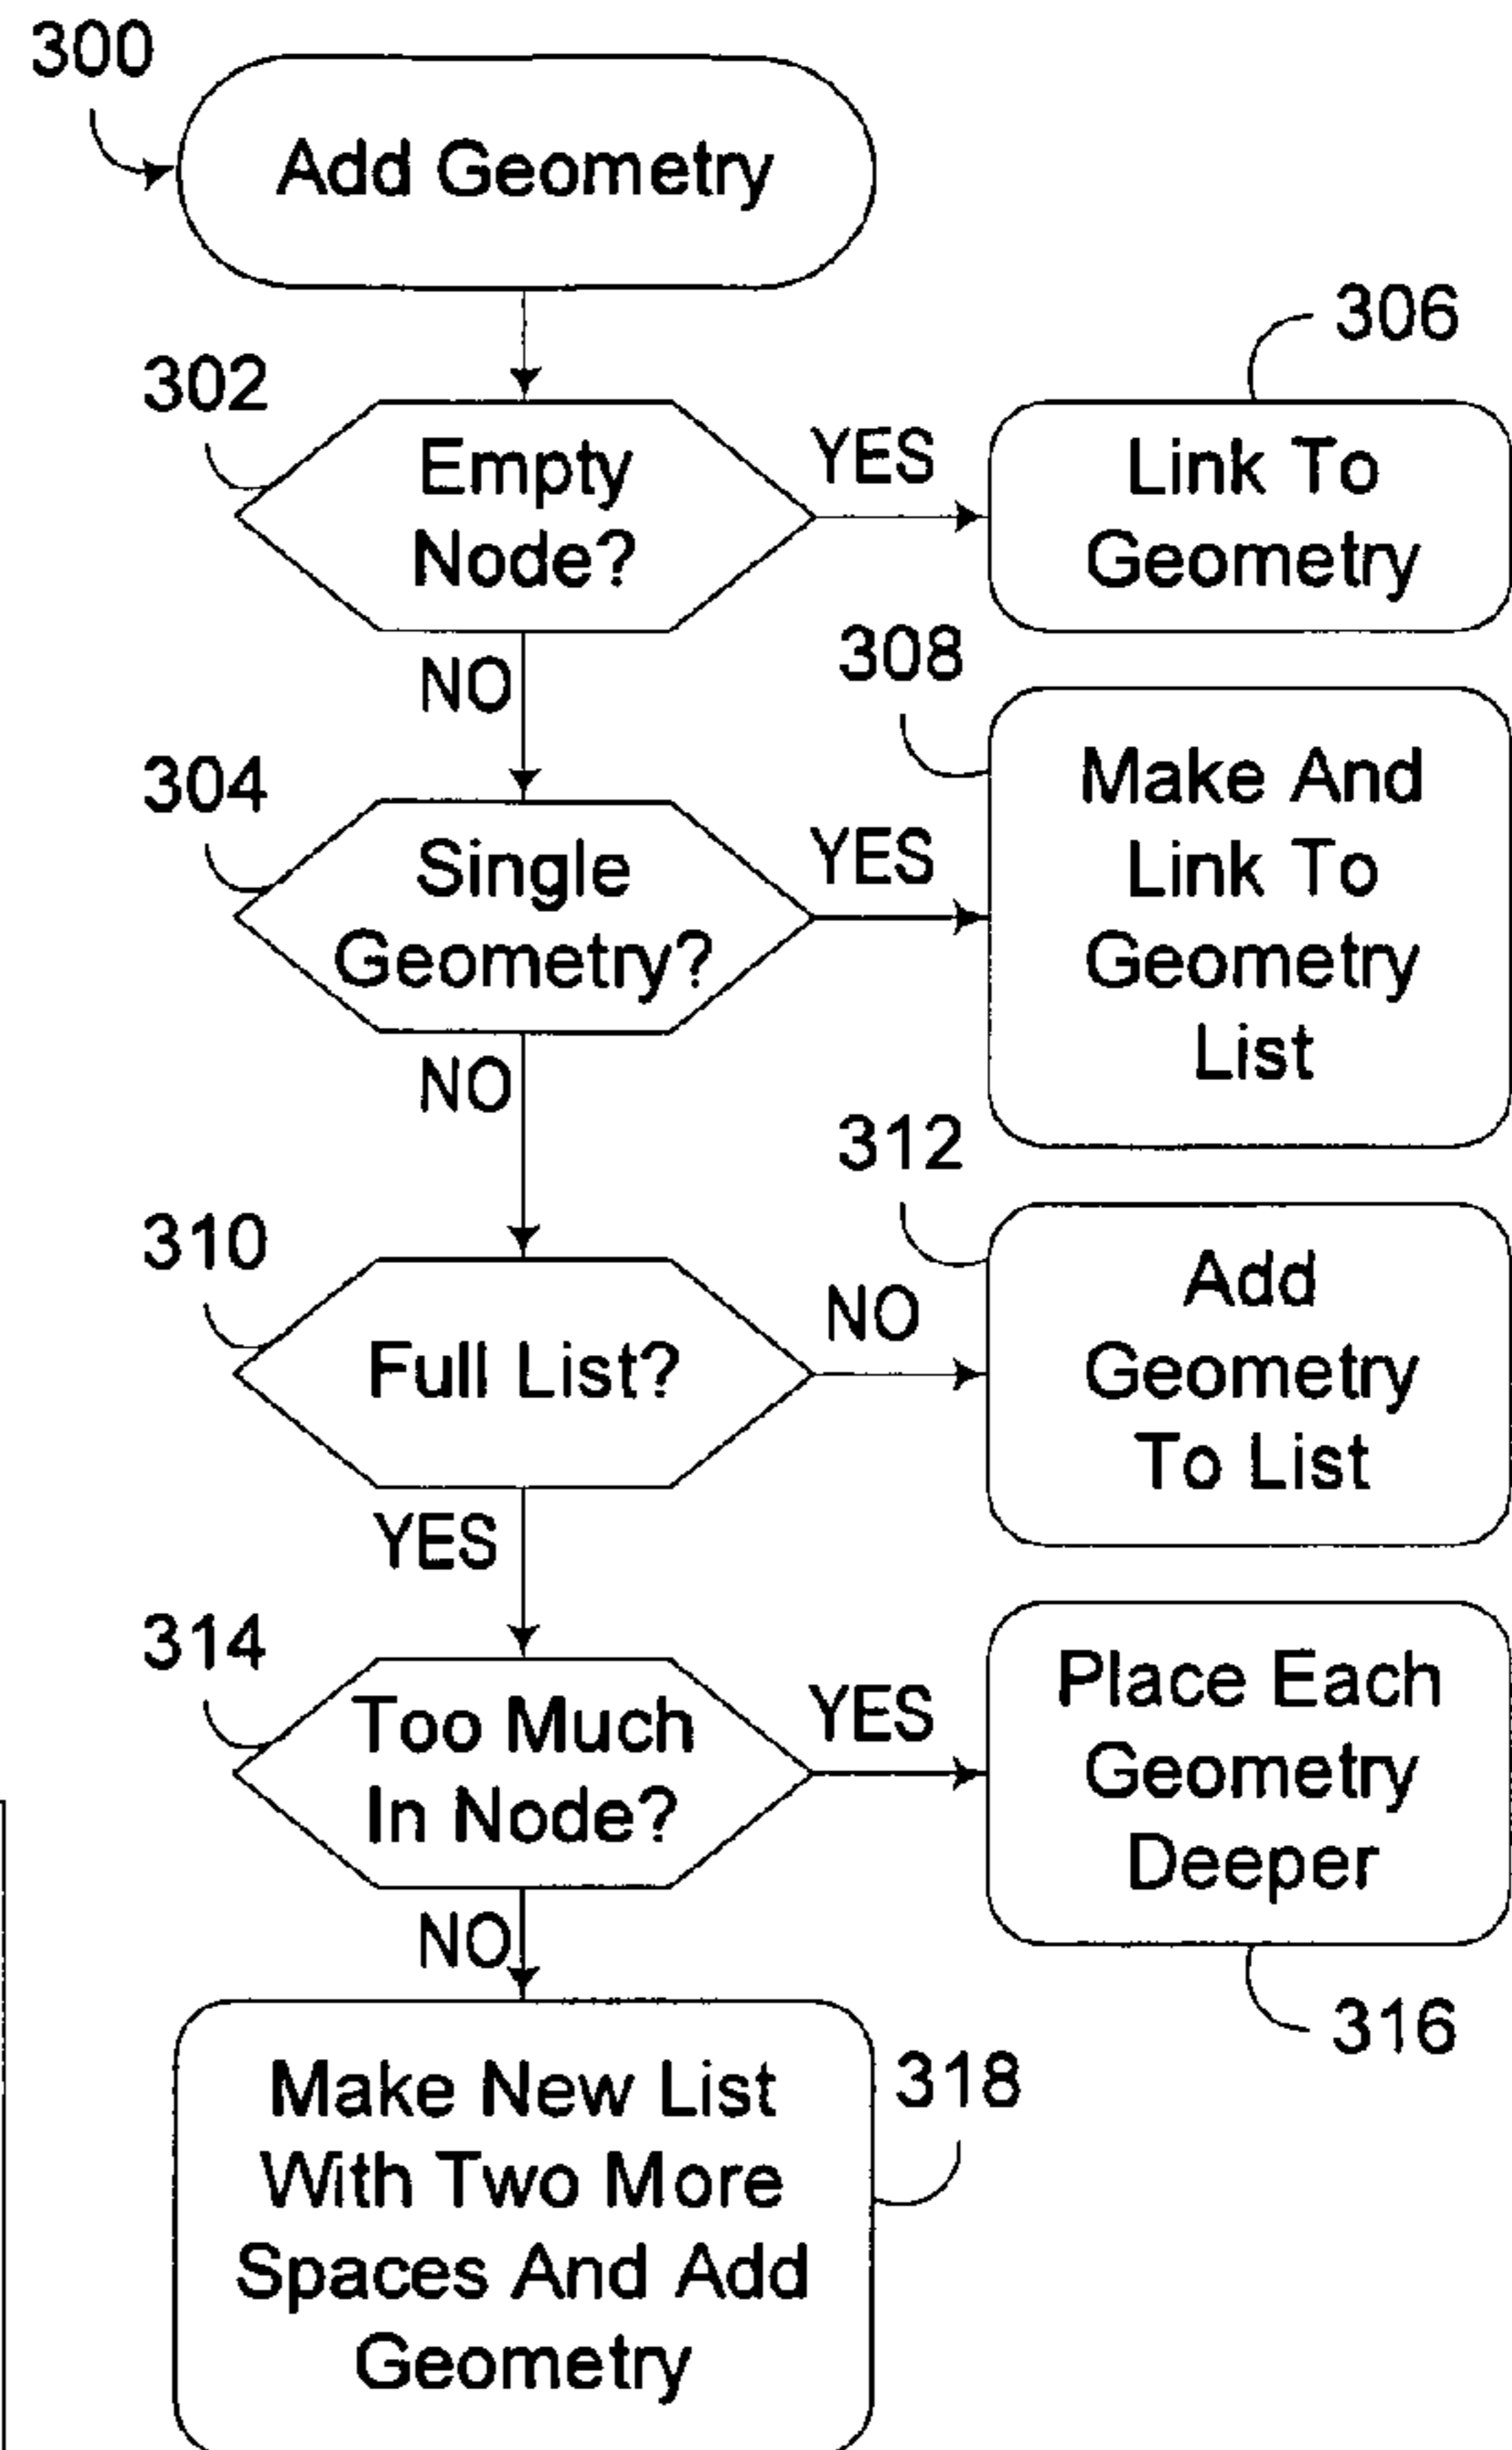 300
Add Geometry
306
302
Empty
Node?
YES
Link To
Geometry
NO
308
304
Single
Geometry?
YES
Make And
Link To
Geometry
List
NO
312
310
Full List?
NO
Add
Geometry
To List
YES
314
Too Much
In Node?
YES
Place Each
Geometry
Deeper
NO
316
318
Make New List
With Two More
Spaces And Add
Geometry